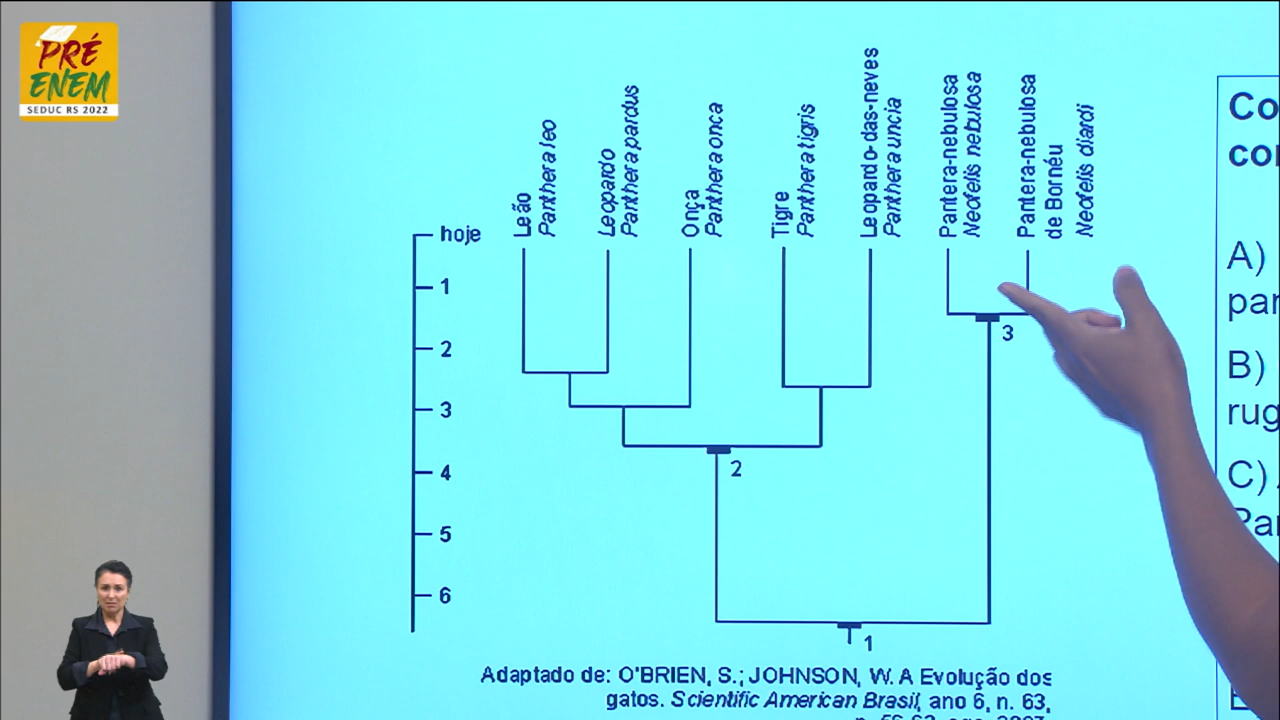 PRÉ
ENEM
SEDUC RS 2022
Leão
Panthera leo
Leopardo
Panthera pardus
Onça
Panthera onca
Tigre
Panthera tigris
Leopardo-das-neves
Panthera uncia
Pantera-nebulosa
Neofelis nebulosa
Pantera-nebulosa
de Bornéu
Neofelis diardi
hoje
1
2
3
4
5
6
3
2
1
Adaptado de: O'BRIEN, S.; JOHNSON, W. A Evolução dos
gatos. Scientific American Brasil, ano 6, n. 63,
Co
con
A)
par
B)
rug
C)